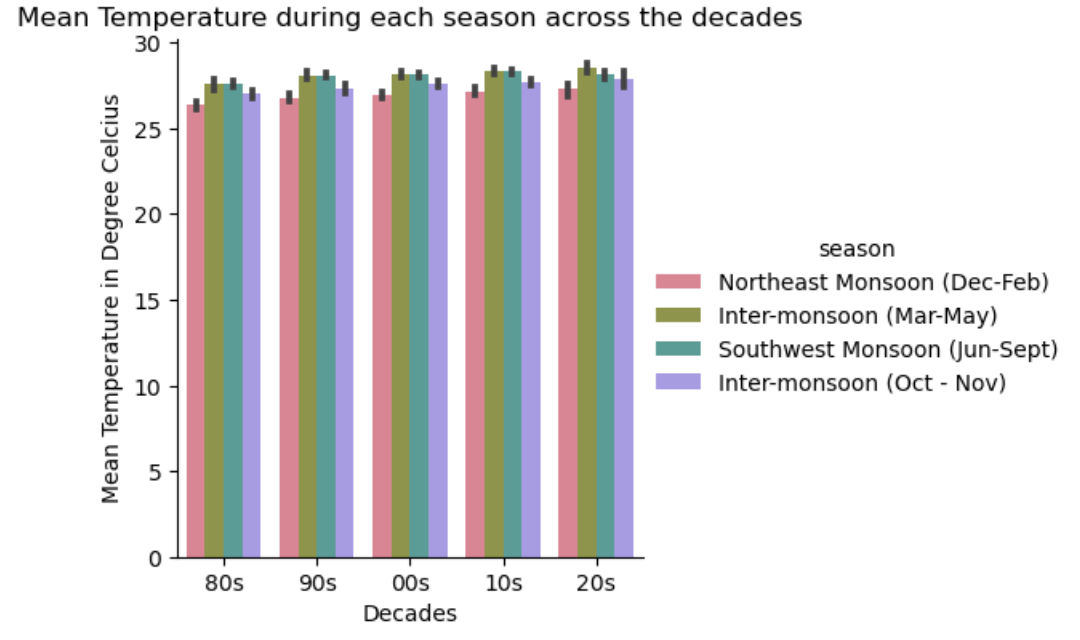 Mean Temperature during each season across the decades
Mean Temperature in Degree Celcius
30
25
20
15
10
5
0
80s
90s
00s
10s
20s
Decades
season
Northeast Monsoon (Dec-Feb)
Inter-monsoon (Mar-May)
Southwest Monsoon (Jun-Sept)
Inter-monsoon (Oct - Nov)